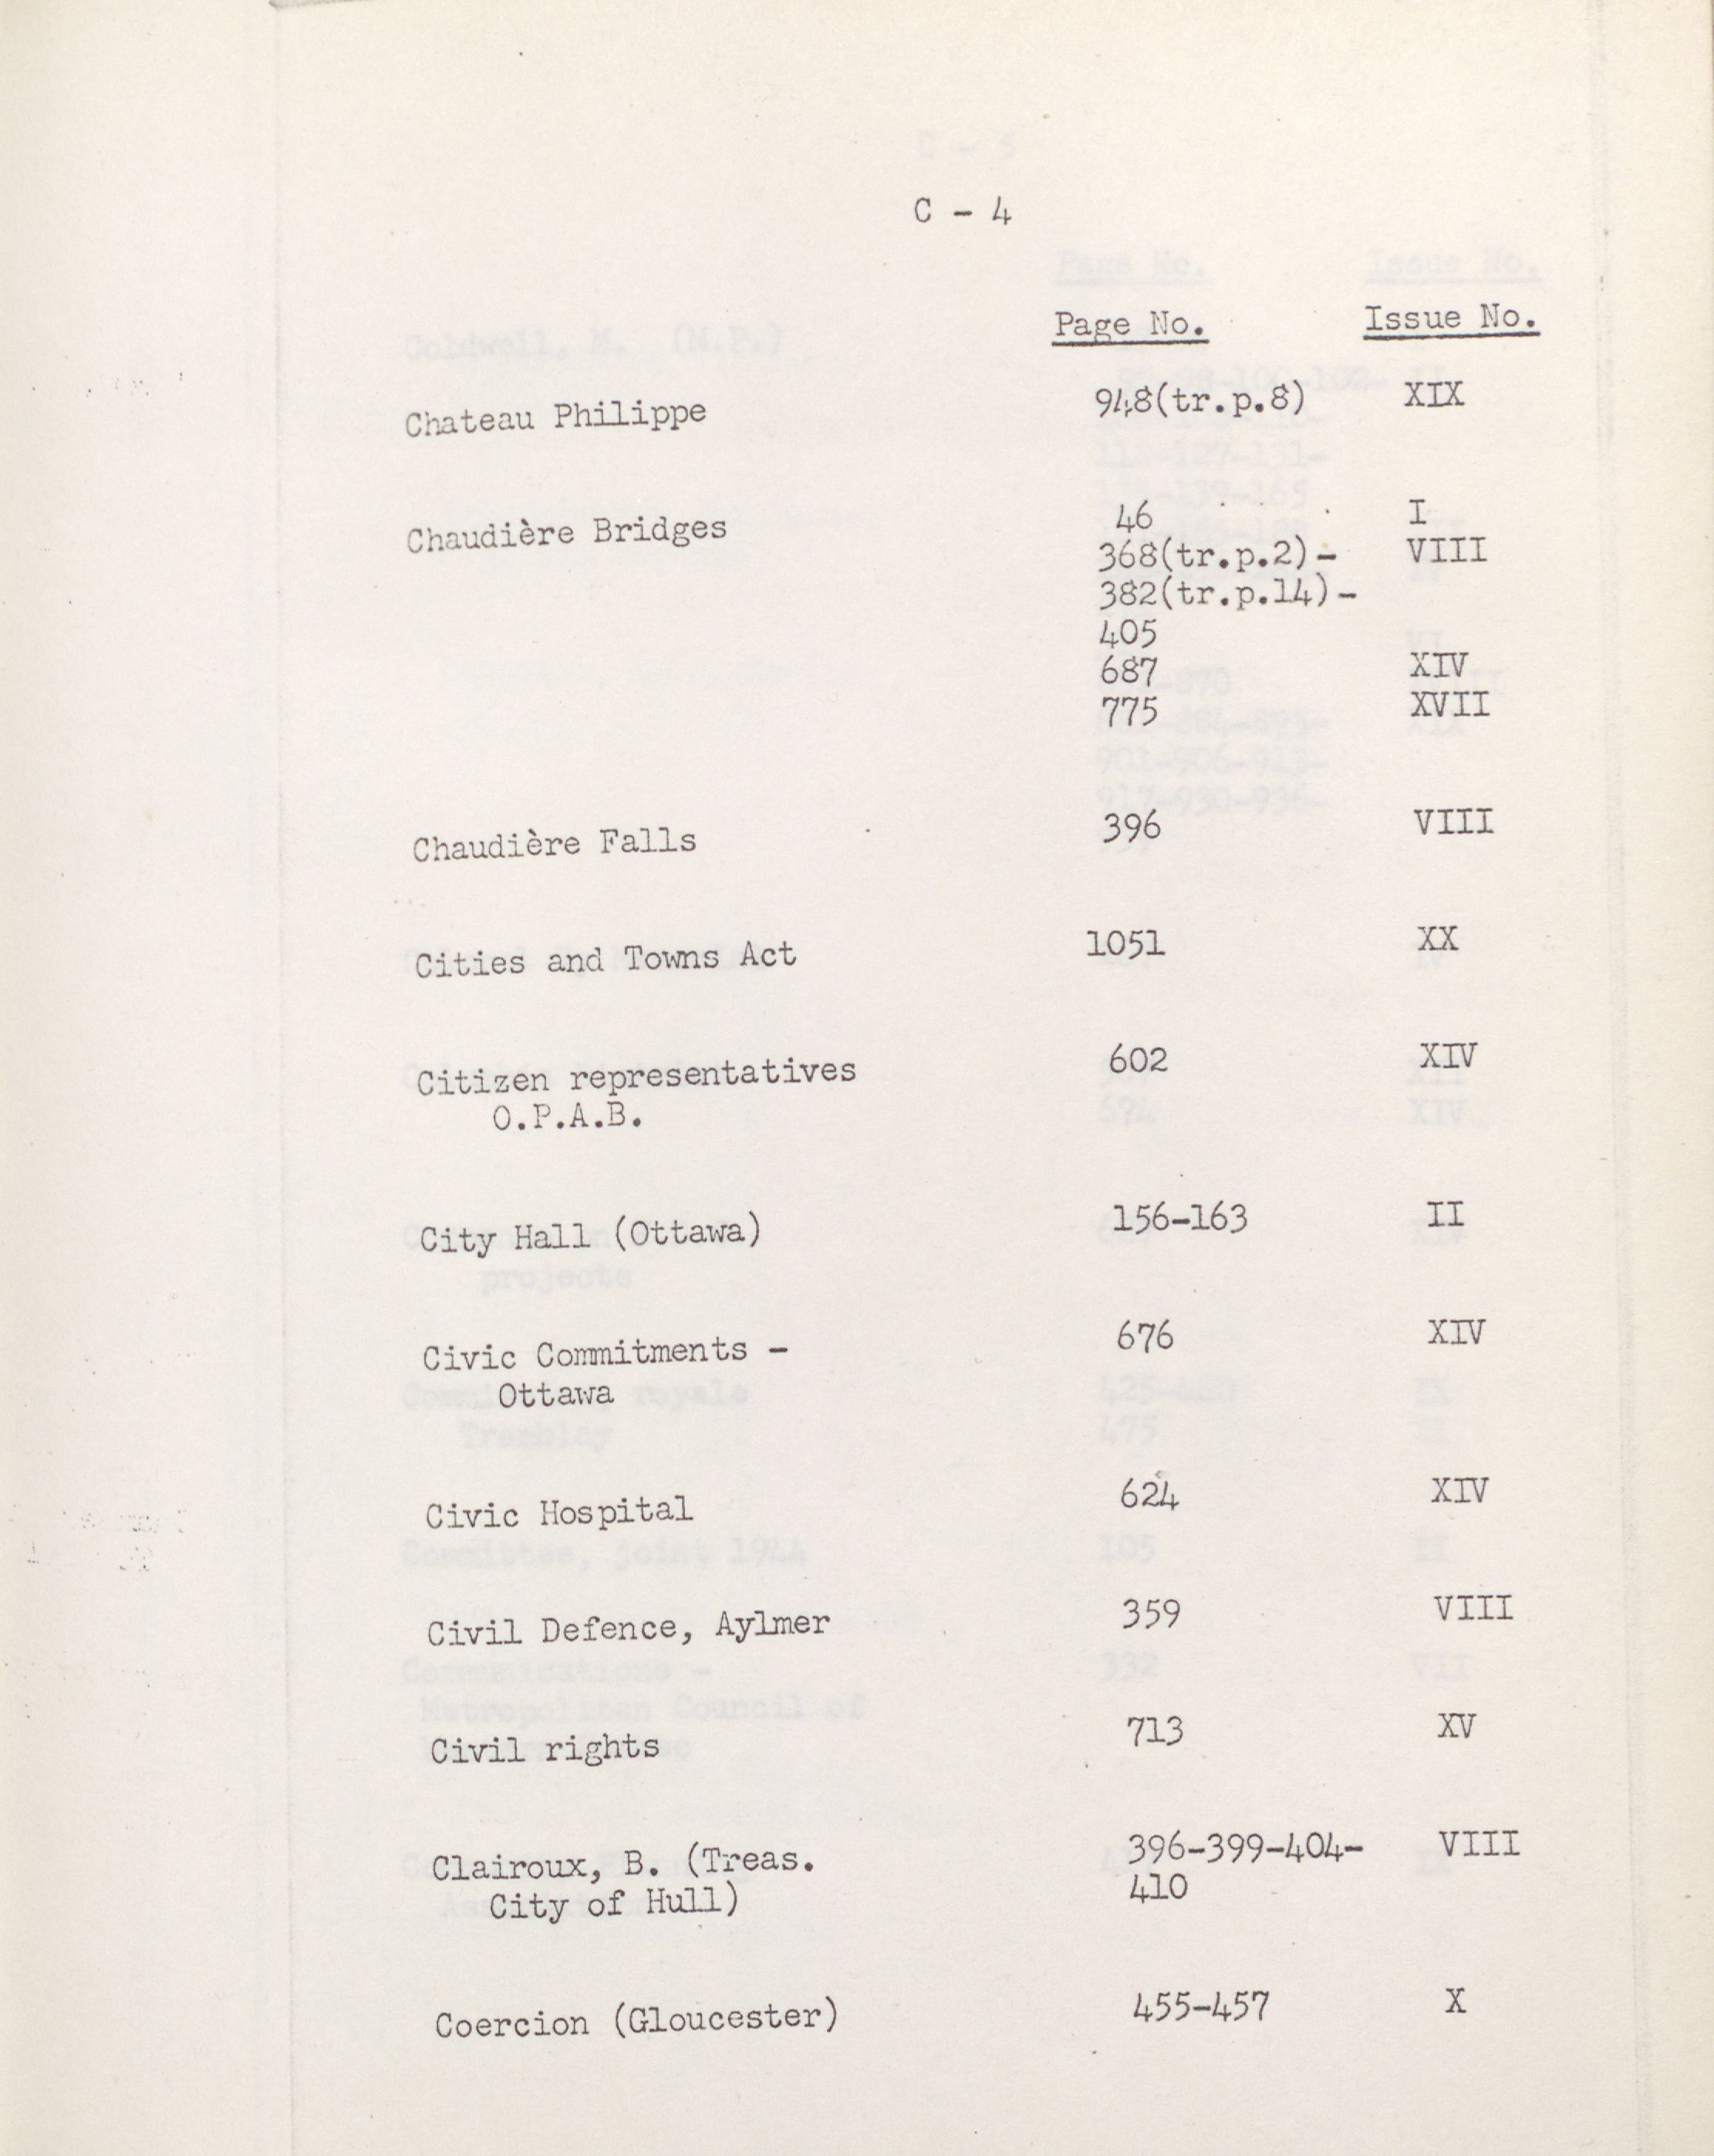 C - 4
Page No. Issue No.
Chateau Philippe 948(tr.p.8) XIX
Chaudière Bridges 46 I
368(tr.p.2)- VIII
382(tr.p.14)-
405
687 XIV
775 XVII
Chaudière Falls 396 VIII
Cities and Towns Act 1051 XX
Citizen representatives 602 XIV
O.P.A.B.
City Hall (Ottawa) 156-163 II
Civic Commitments - 676 XIV
Ottawa
Civic Hospital 624 XIV
Civil Defence, Aylmer 359 VIII
Civil rights 713 XV
Clairoux, B. (Treas. 396-399-404- VIII
City of Hull) 410
Coercion (Gloucester) 455-457 X